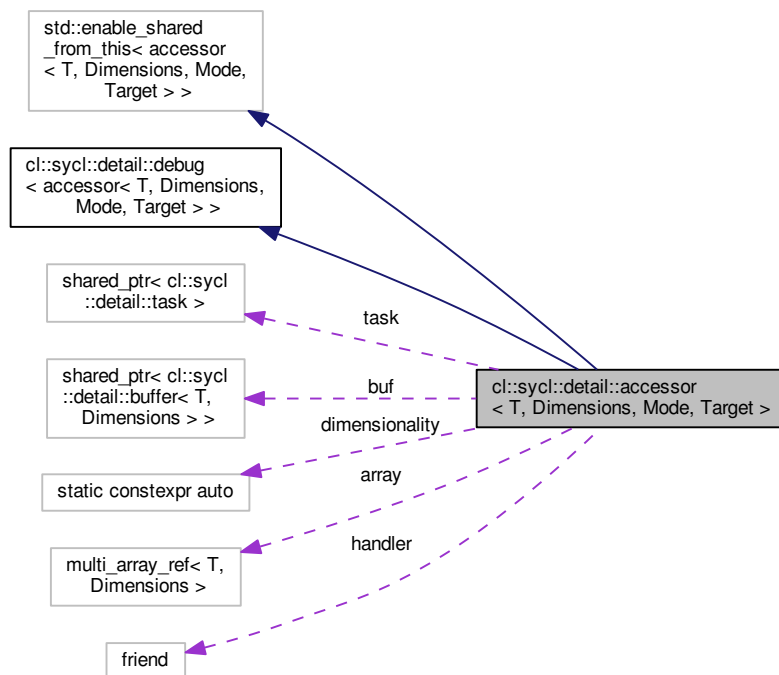 std::enable_shared
_from_this< accessor
< T, Dimensions, Mode,
Target > >
cl::sycl::detail::debug
< accessor< T, Dimensions,
Mode, Target > >
shared_ptr< cl::sycl
::detail::task >
task
shared_ptr< cl::sycl
::detail::buffer< T,
Dimensions > >
buf
cl::sycl::detail::accessor
< T, Dimensions, Mode, Target >
dimensionality
static constexpr auto
array
multi_array_ref< T,
Dimensions >
handler
friend